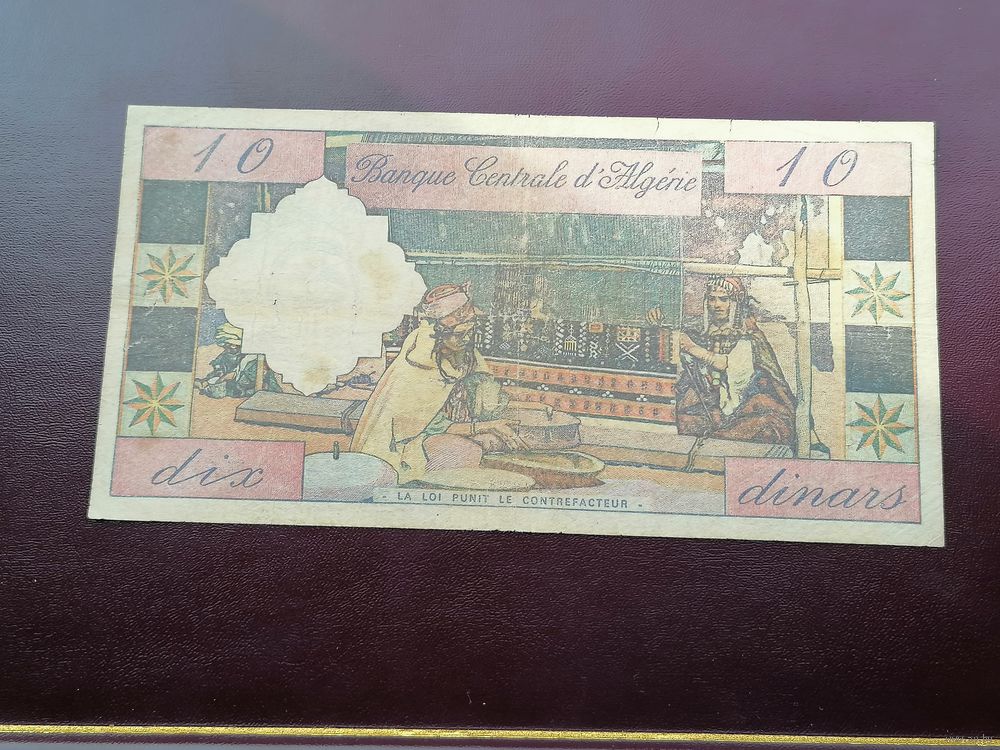 10
Banque Centrale d'Algérie
10
dix
dinars
- LA LOI PUNIT LE CONTREFACTEUR -